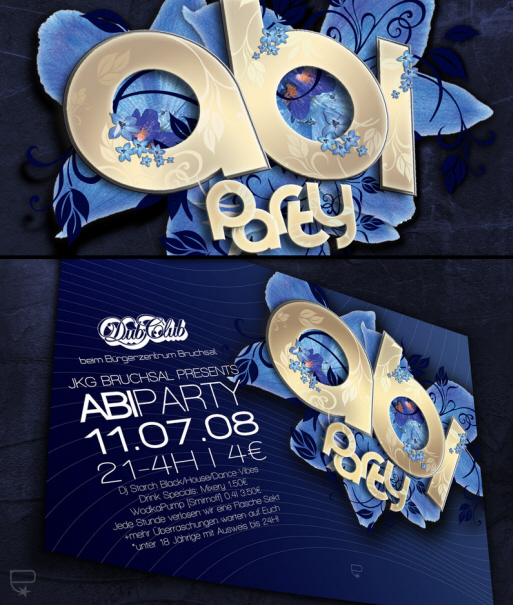 abi
Party
DubClub
beim Bürgerzentrum Bruchsal
JKG BRUCHSAL PRESENTS
ABIPARTY
11.07.08
21-4H | 4€
Dj Starch Black/House/Dance-Vibes
Drink Specials: Mixery 1.50€
WodkaPump [Smirnoff] 0.4l 3.50€
Jede Stunde verlosen wir eine Flasche Sekt
+mehr Überraschungen warten auf Euch
*unter 18 Jährige mit Ausweis bis 24H!
abi
Party